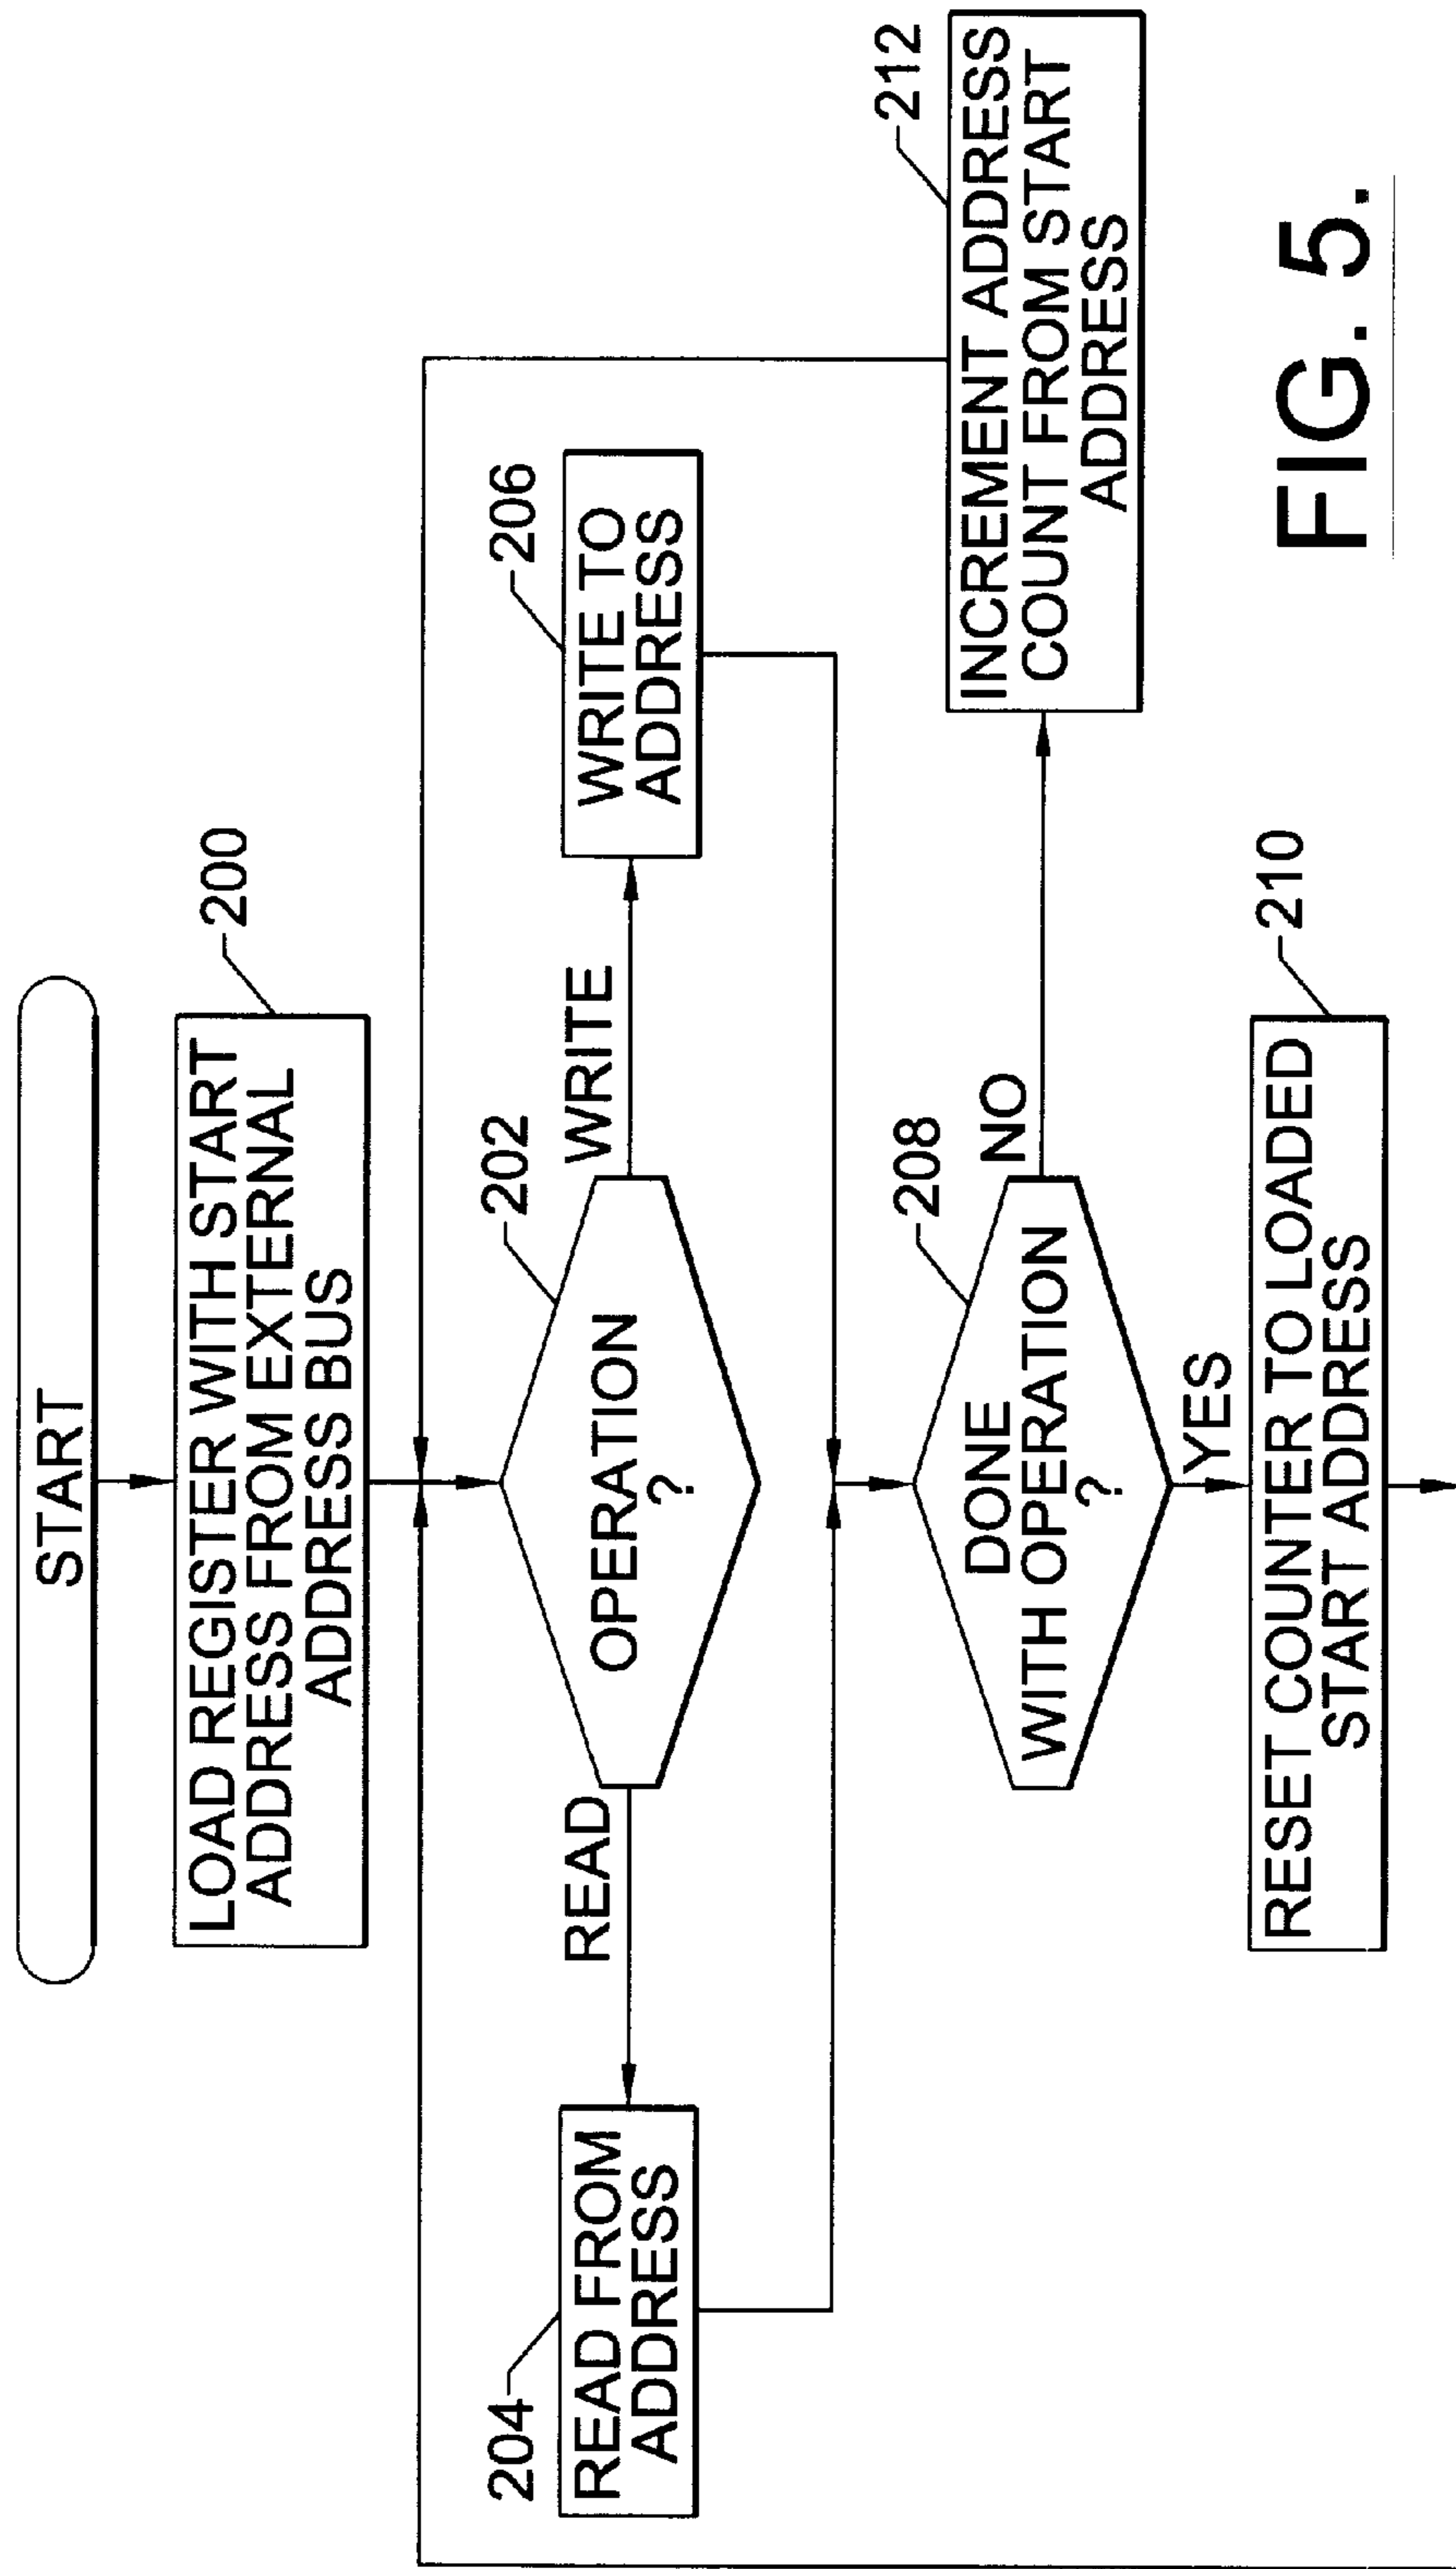 START
200
LOAD REGISTER WITH START
ADDRESS FROM EXTERNAL
ADDRESS BUS
202
OPERATION
?
READ
WRITE
204
READ FROM
ADDRESS
206
WRITE TO
ADDRESS
208
DONE
WITH OPERATION
?
NO
YES
212
INCREMENT ADDRESS
COUNT FROM START
ADDRESS
210
RESET COUNTER TO LOADED
START ADDRESS
FIG. 5.